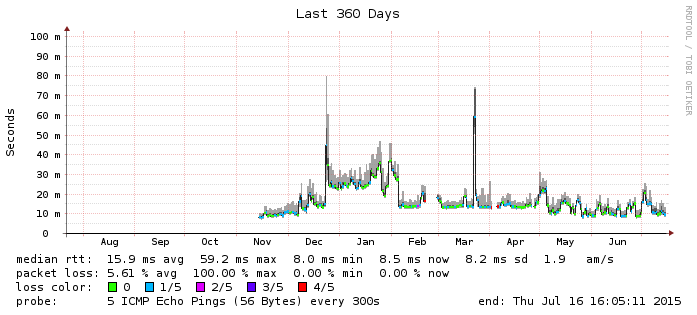 Last 360 Days
RRDTOOL / TOBI OETIKER
Seconds
100 m
90 m
80 m
70 m
60 m
50 m
40 m
30 m
20 m
10 m
0
Aug Sep Oct Nov Dec Jan Feb Mar Apr May Jun
median rtt: 15.9 ms avg 59.2 ms max 8.0 ms min 8.5 ms now 8.2 ms sd 1.9 am/s
packet loss: 5.61 % avg 100.00 % max 0.00 % min 0.00 % now
loss color: 0 1/5 2/5 3/5 4/5
probe: 5 ICMP Echo Pings (56 Bytes) every 300s end: Thu Jul 16 16:05:11 2015